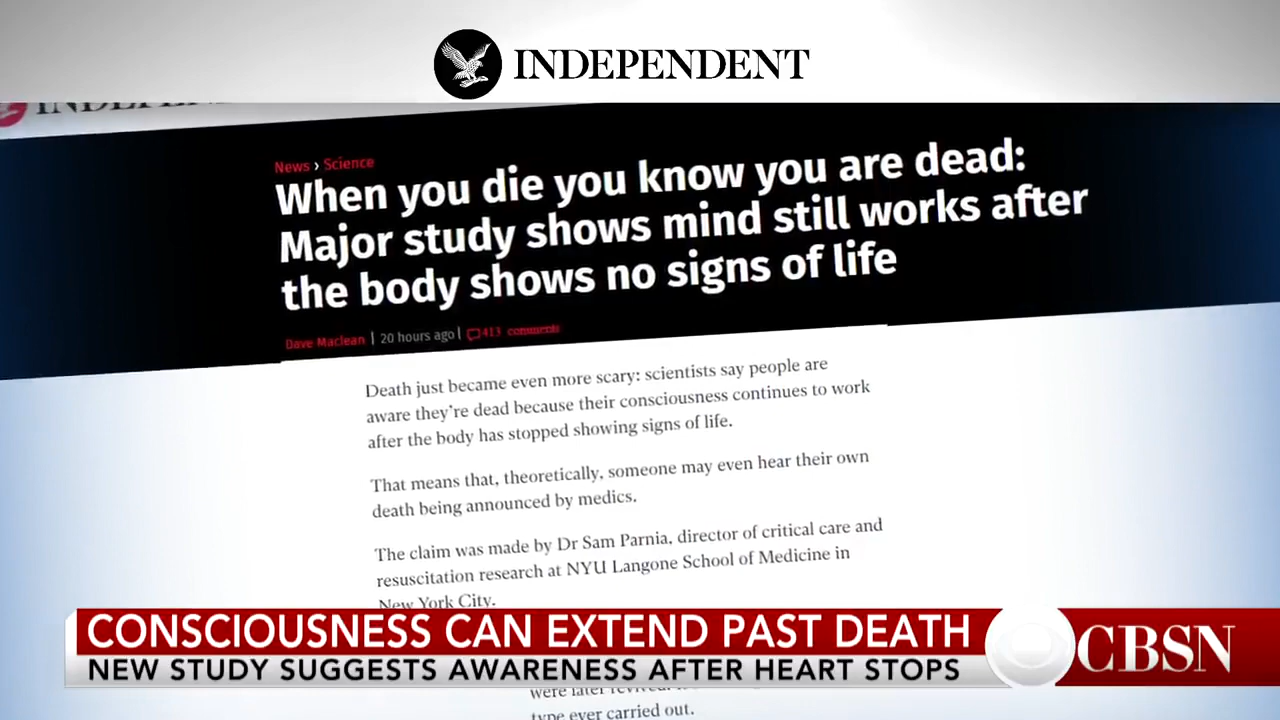 INDEPENDENT
News › Science
When you die you know you are dead:
Major study shows mind still works after
the body shows no signs of life
Dave Maclean | 20 hours ago | 413 comments
Death just became even more scary: scientists say people are
aware they're dead because their consciousness continues to work
after the body has stopped showing signs of life.
That means that, theoretically, someone may even hear their own
death being announced by medics.
The claim was made by Dr Sam Parnia, director of critical care and
resuscitation research at NYU Langone School of Medicine in
New York City.
CONSCIOUSNESS CAN EXTEND PAST DEATH
NEW STUDY SUGGESTS AWARENESS AFTER HEART STOPS
CBSN
were later
type ever carried out.